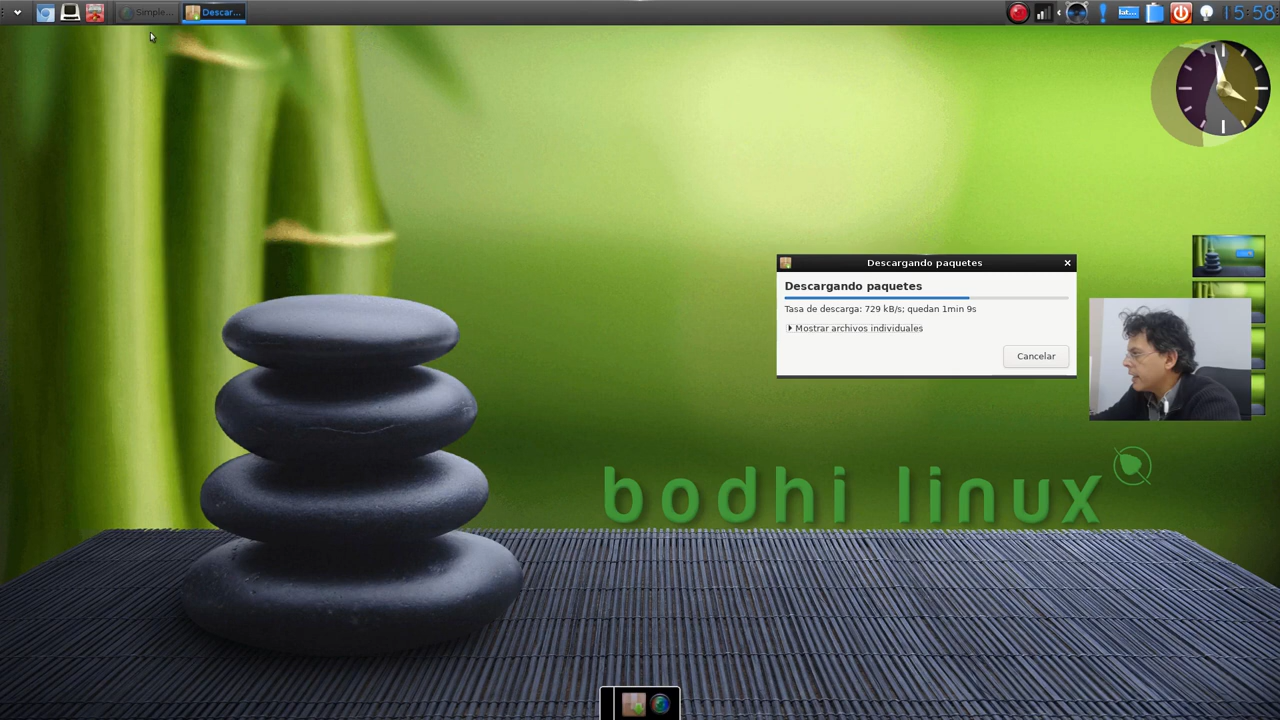 Simple...
Descar...
lat...
15:58
Descargando paquetes
Descargando paquetes
Tasa de descarga: 729 kB/s; quedan 1min 9s
Mostrar archivos individuales
Cancelar
bodhi linux